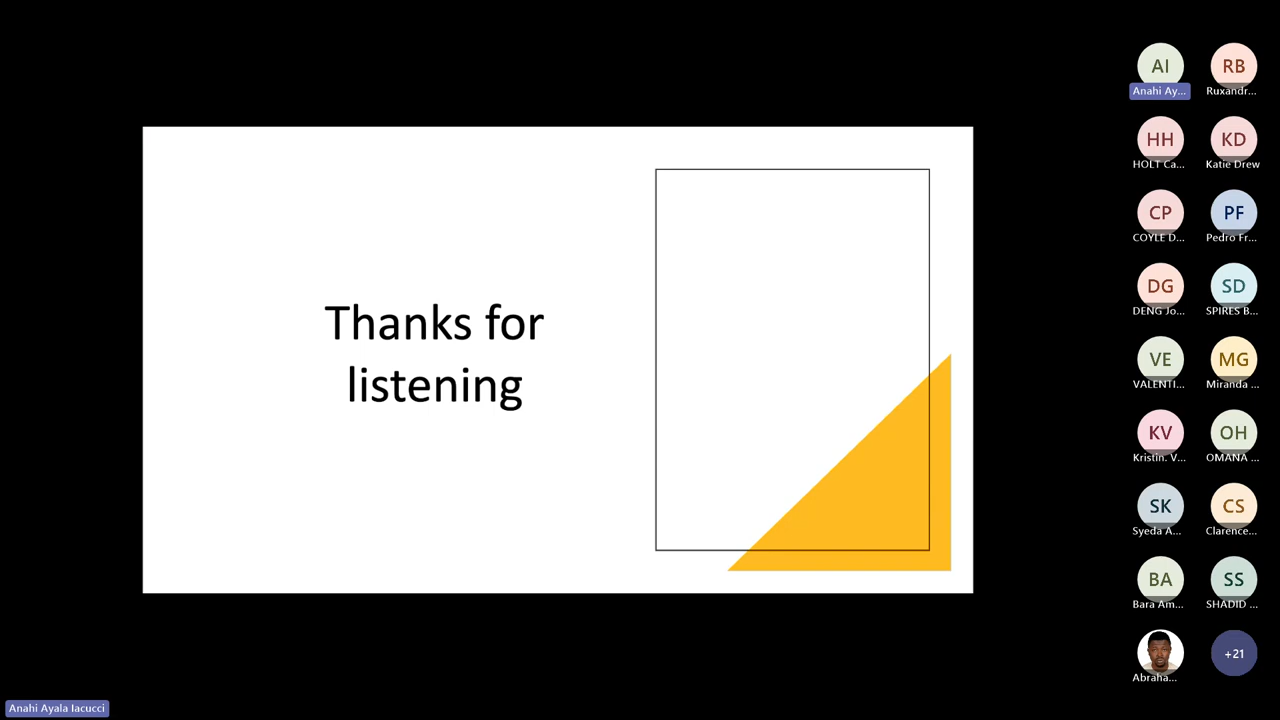 Thanks for
listening
AI
Anahi Ay...
RB
Ruxandr...
HH
HOLT Ca...
KD
Katie Drew
CP
COYLE D...
PF
Pedro Fr...
DG
DENG Jo...
SD
SPIRES B...
VE
VALENTI...
MG
Miranda ...
KV
Kristin. V...
OH
OMANA ...
SK
Syeda A...
CS
Clarence...
BA
Bara Am...
SS
SHADID ...
Abraha...
+21
Anahi Ayala Iacucci